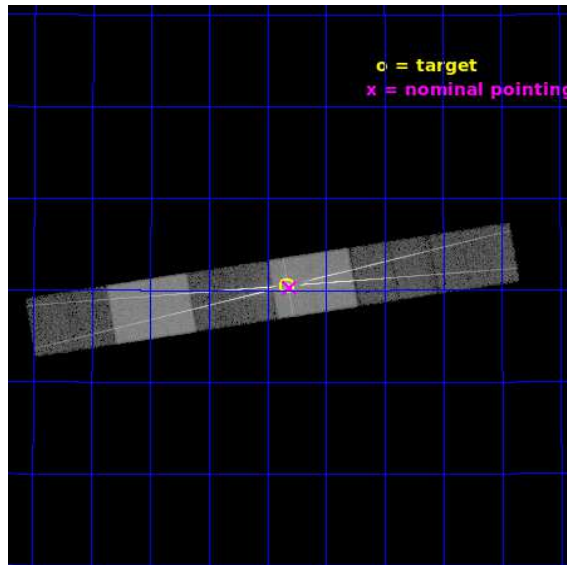 o = target
x = nominal pointing